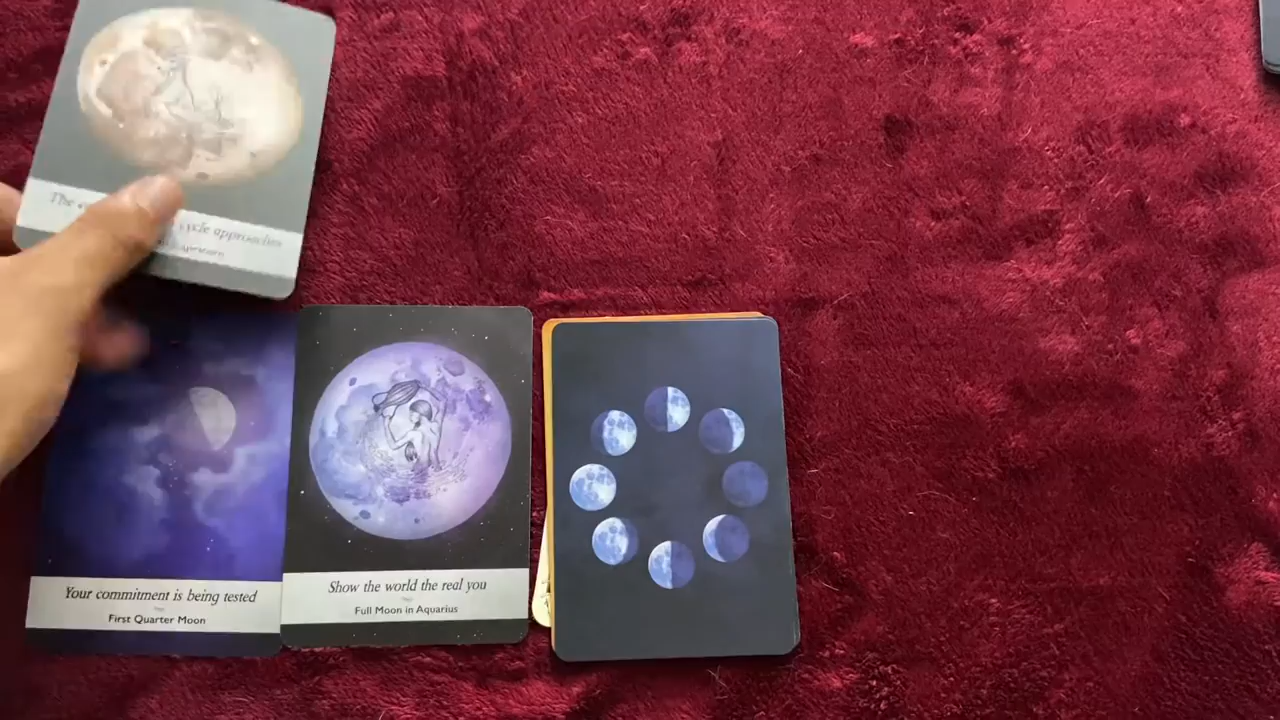 The
cycle approaches
Your commitment is being tested
First Quarter Moon
Show the world the real you
Full Moon in Aquarius